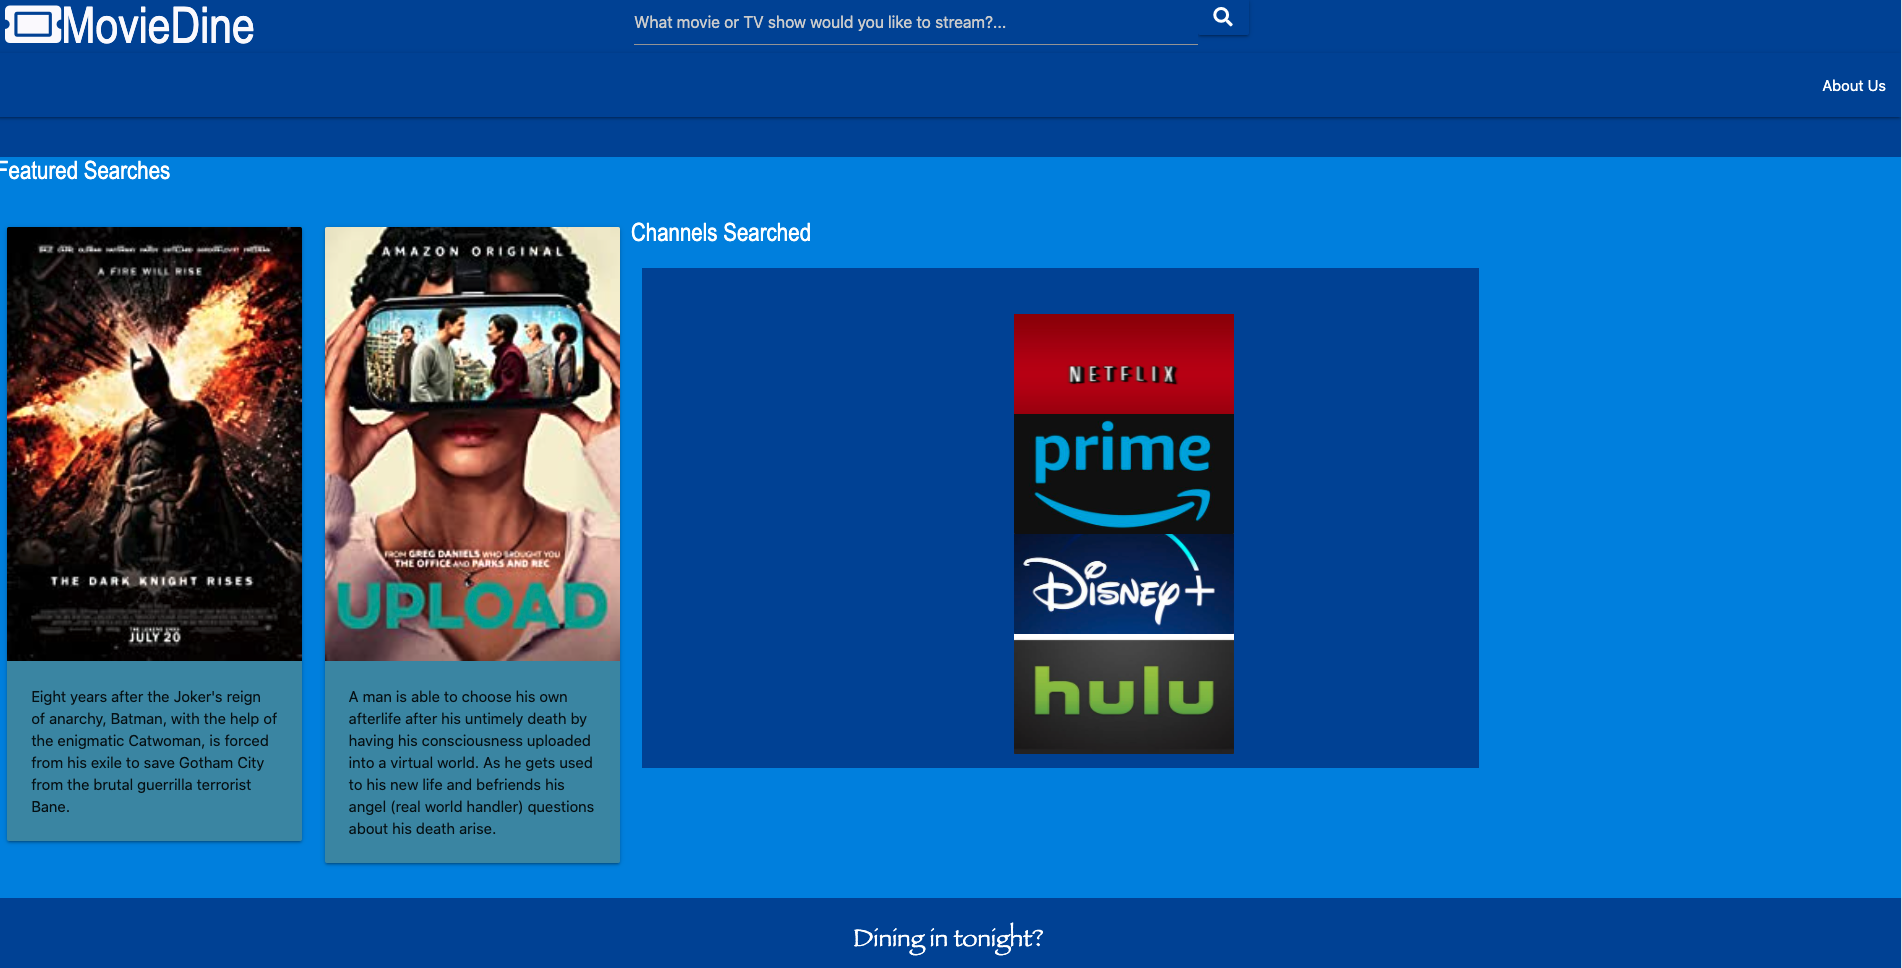 MovieDine
What movie or TV show would you like to stream?...
About Us
Featured Searches
Channels Searched
A FIRE WILL RISE
THE DARK KNIGHT RISES
JULY 20
Eight years after the Joker's reign
of anarchy, Batman, with the help of
the enigmatic Catwoman, is forced
from his exile to save Gotham City
from the brutal guerrilla terrorist
Bane.
AMAZON ORIGINAL
FROM GREG DANIELS WHO BROUGHT YOU
THE OFFICE AND PARKS AND REC
UPLOAD
A man is able to choose his own
afterlife after his untimely death by
having his consciousness uploaded
into a virtual world. As he gets used
to his new life and befriends his
angel (real world handler) questions
about his death arise.
NETFLIX
prime
Disney+
hulu
Dining in tonight?